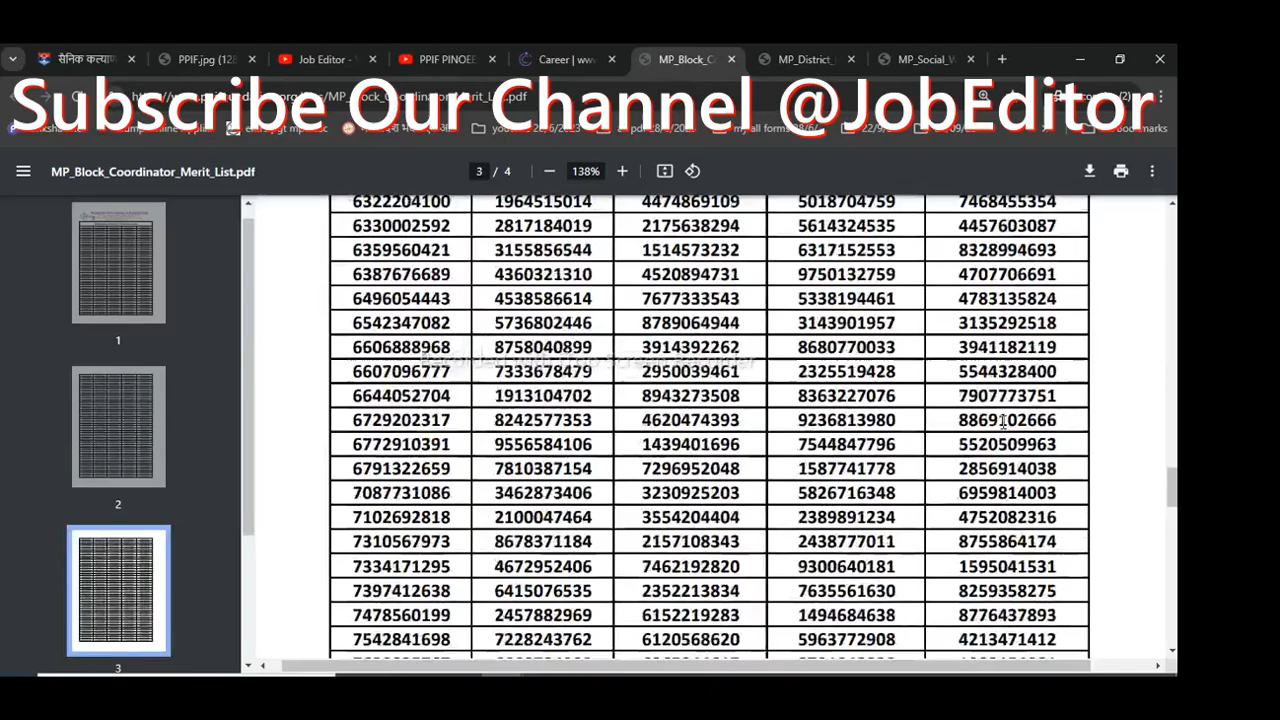 सैनिक कल्याण
PPIF.jpg (128
Job Editor -
PPIF PINOEE
Career | www
MP_Block_Co
MP_District_
MP_Social_W
Subscribe Our Channel @JobEditor
MP_Block_Coordinator_Merit_List.pdf
3 / 4
138%
6322204100 1964515014 4474869109 5018704759 7468455354
6330002592 2817184019 2175638294 5614324535 4457603087
6359560421 3155856544 1514573232 6317152553 8328994693
6387676689 4360321310 4520894731 9750132759 4707706691
6496054443 4538586614 7677333543 5338194461 4783135824
6542347082 5736802446 8789064944 3143901957 3135292518
6606888968 8758040899 3914392262 8680770033 3941182119
6607096777 7333678479 2950039461 2325519428 5544328400
6644052704 1913104702 8943273508 8363227076 7907773751
6729202317 8242577353 4620474393 9236813980 8869102666
6772910391 9556584106 1439401696 7544847796 5520509963
6791322659 7810387154 7296952048 1587741778 2856914038
7087731086 3462873406 3230925203 5826716348 6959814003
7102692818 2100047464 3554204404 2389891234 4752082316
7310567973 8678371184 2157108343 2438777011 8755864174
7334171295 4672952406 7462192820 9300640181 1595041531
7397412638 6415076535 2352213834 7635561630 8259358275
7478560199 2457882969 6152219283 1494684638 8776437893
7542841698 7228243762 6120568620 5963772908 4213471412
1
2
3